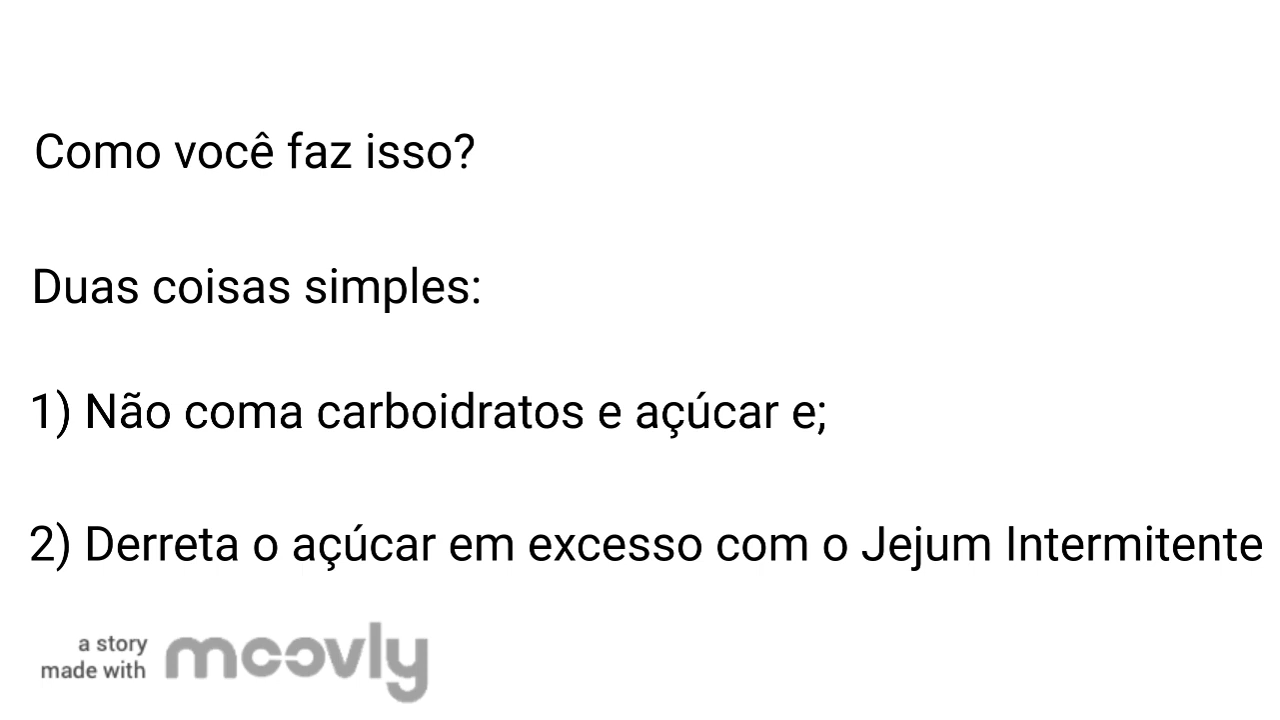 Como você faz isso?
Duas coisas simples:
1) Não coma carboidratos e açúcar e;
2) Derreta o açúcar em excesso com o Jejum Intermitente
a story
made with
moovly